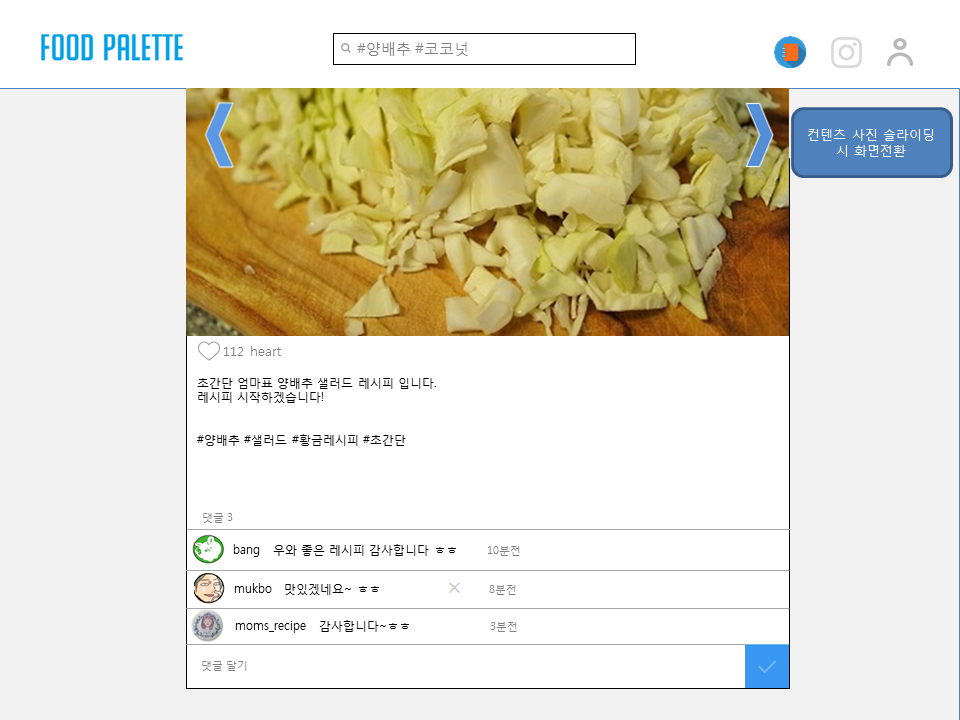 FOOD PALETTE
#양배추 #코코넛
컨텐츠 사진 슬라이딩
시 화면전환
112 heart
초간단 엄마표 양배추 샐러드 레시피 입니다.
레시피 시작하겠습니다!
#양배추 #샐러드 #황금레시피 #초간단
댓글 3
bang 우와 좋은 레시피 감사합니다 ㅎㅎ 10분전
mukbo 맛있겠네요~ ㅎㅎ 8분전
moms_recipe 감사합니다~ㅎㅎ 3분전
댓글 달기